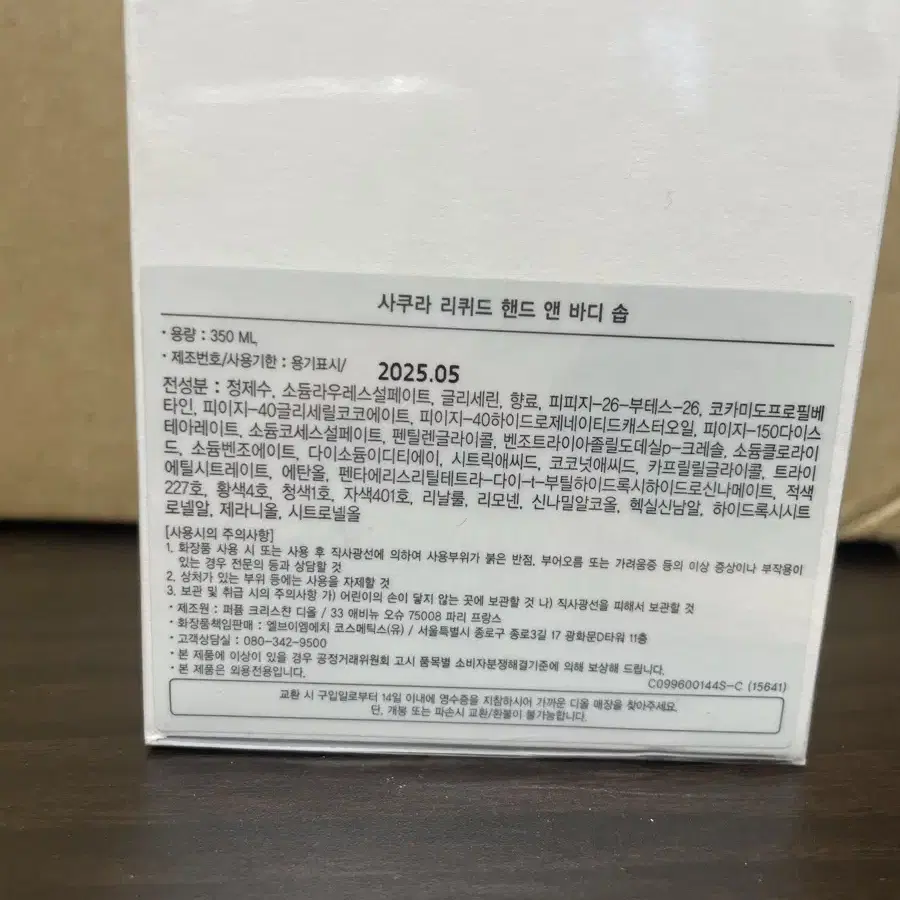 사쿠라 리퀴드 핸드 앤 바디 솝
· 용량 : 350 ML
· 제조번호/사용기한 : 용기표시/ 2025.05
전성분 : 정제수, 소듐라우레스설페이트, 글리세린, 향료, 피피지-26-부테스-26, 코카미도프로필베
타인, 피이지-40글리세릴코코에이트, 피이지-40하이드로제네이티드캐스터오일, 피이지-150다이스
테아레이트, 소듐코세스설페이트, 펜틸렌글라이콜, 벤조트라이아졸릴도데실p-크레솔, 소듐클로라이
드, 소듐벤조에이트, 다이소듐이디티에이, 시트릭애씨드, 코코넛애씨드, 카프릴릴글라이콜, 트라이
에틸시트레이트, 에탄올, 펜타에리스리틸테트라-다이-t-부틸하이드록시하이드로신나메이트, 적색
227호, 황색4호, 청색1호, 자색401호, 리날룰, 리모넨, 신나밀알코올, 헥실신남알, 하이드록시시트
로넬알, 제라니올, 시트로넬올
[사용시의 주의사항]
1. 화장품 사용 시 또는 사용 후 직사광선에 의하여 사용부위가 붉은 반점, 부어오름 또는 가려움증 등의 이상 증상이나 부작용이
있는 경우 전문의 등과 상담할 것
2. 상처가 있는 부위 등에는 사용을 자제할 것
3. 보관 및 취급 시의 주의사항 가) 어린이의 손이 닿지 않는 곳에 보관할 것 나) 직사광선을 피해서 보관할 것
· 제조원 : 퍼퓸 크리스챤 디올 / 33 애비뉴 오슈 75008 파리 프랑스
· 화장품책임판매 : 엘브이엠에치 코스메틱스(유) / 서울특별시 종로구 종로3길 17 광화문D타워 11층
· 고객상담실 : 080-342-9500
· 본 제품에 이상이 있을 경우 공정거래위원회 고시 품목별 소비자분쟁해결기준에 의해 보상해 드립니다.
· 본 제품은 외용전용입니다.
C099600144S-C (15641)
교환 시 구입일로부터 14일 이내에 영수증을 지참하시어 가까운 디올 매장을 찾아주세요.
단, 개봉 또는 파손시 교환/환불이 불가능합니다.